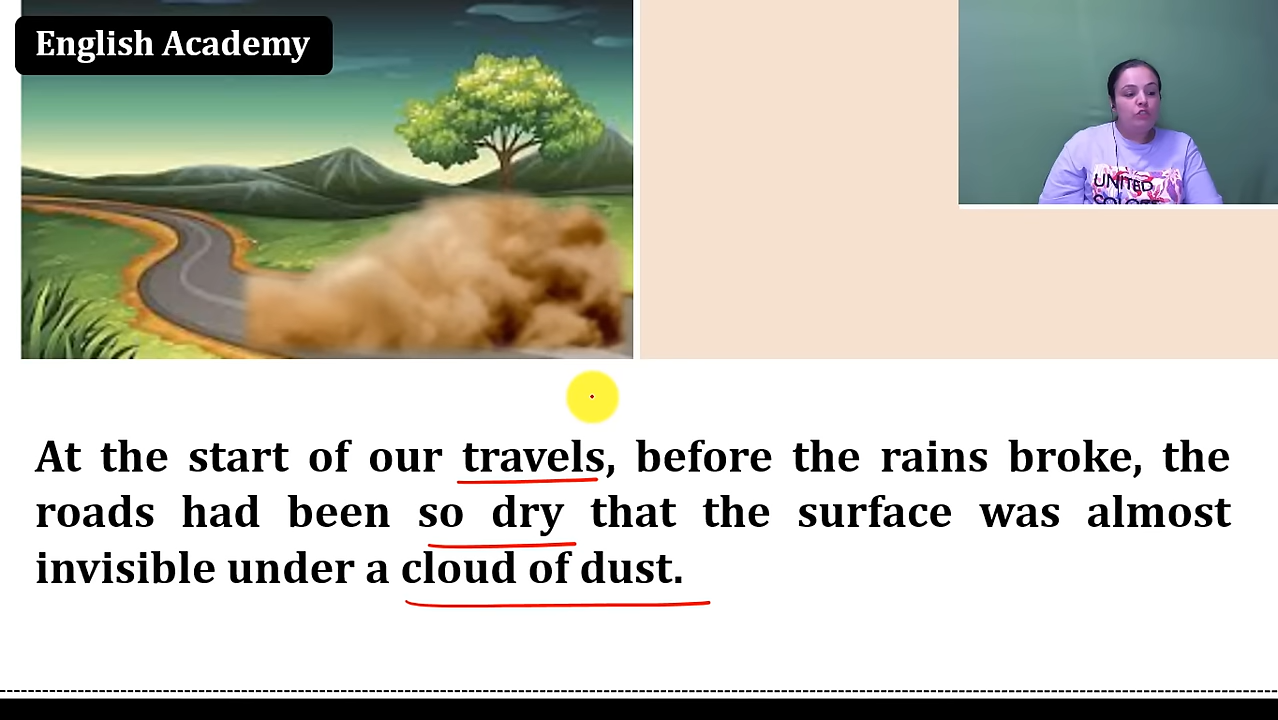 English Academy
UNITED
At the start of our travels, before the rains broke, the
roads had been so dry that the surface was almost
invisible under a cloud of dust.